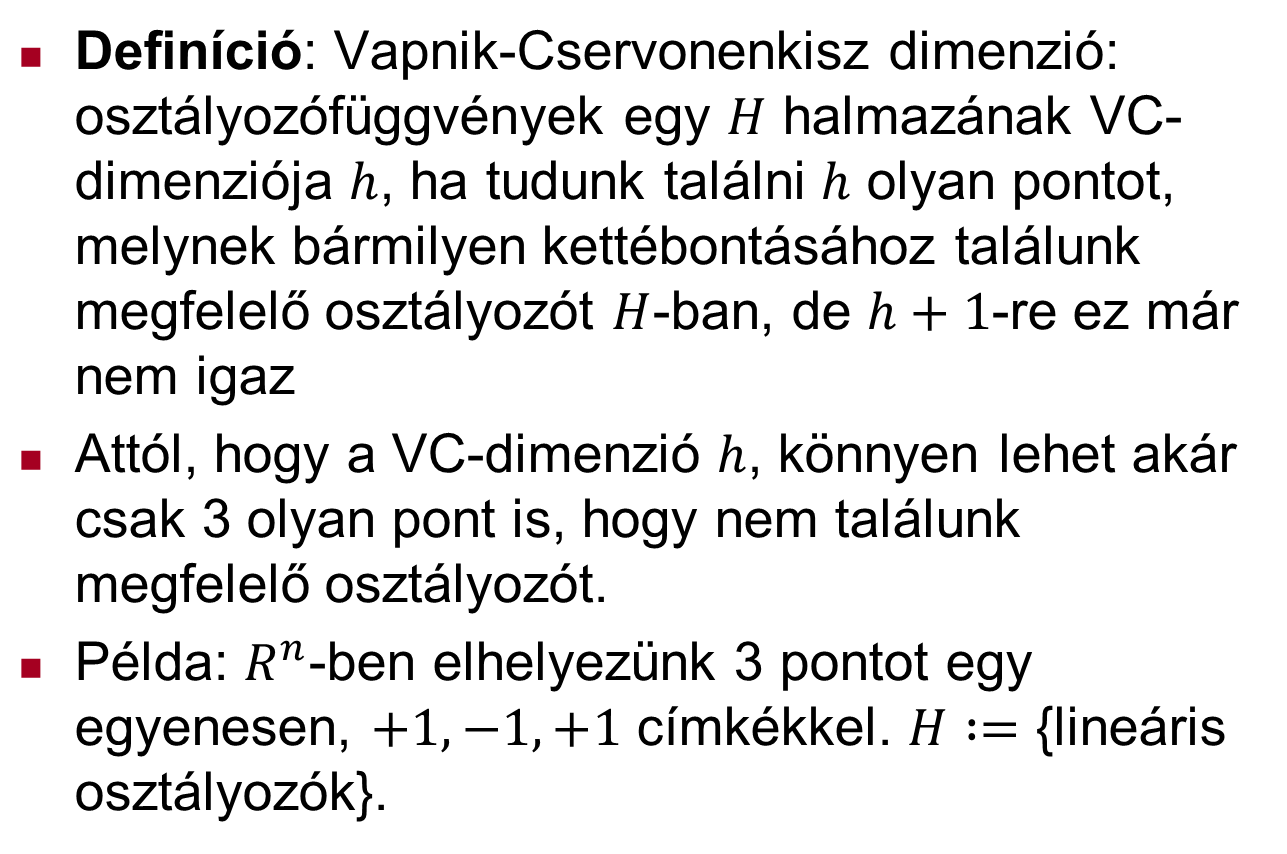 ▪ Definíció: Vapnik-Cservonenkisz dimenzió:
osztályozófüggvények egy 𝐻 halmazának VC-
dimenziója ℎ, ha tudunk találni ℎ olyan pontot,
melynek bármilyen kettébontásához találunk
megfelelő osztályozót 𝐻-ban, de ℎ + 1-re ez már
nem igaz
▪ Attól, hogy a VC-dimenzió ℎ, könnyen lehet akár
csak 3 olyan pont is, hogy nem találunk
megfelelő osztályozót.
▪ Példa: 𝑅ⁿ-ben elhelyezünk 3 pontot egy
egyenesen, +1, −1, +1 címkékkel. 𝐻 := {lineáris
osztályozók}.